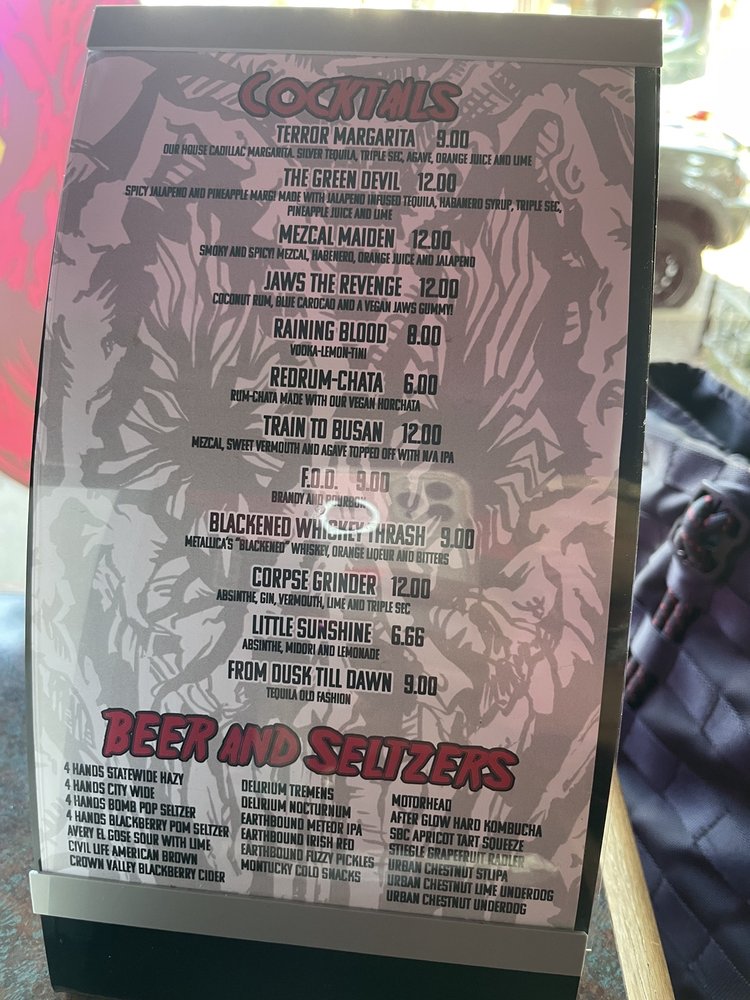 COCKTAILS
TERROR MARGARITA 9.00
OUR HOUSE CADILLAC MARGARITA. SILVER TEQUILA, TRIPLE SEC, AGAVE, ORANGE JUICE AND LIME
THE GREEN DEVIL 12.00
SPICY JALAPENO AND PINEAPPLE MARG! MADE WITH JALAPENO INFUSED TEQUILA, HABANERO SYRUP, TRIPLE SEC,
PINEAPPLE JUICE AND LIME
MEZCAL MAIDEN 12.00
SMOKY AND SPICY! MEZCAL, HABENERO, ORANGE JUICE AND JALAPENO
JAWS THE REVENGE 12.00
COCONUT RUM, BLUE CAROCAO AND A VEGAN JAWS GUMMY!
RAINING BLOOD 8.00
VODKA-LEMON-TINI
REDRUM-CHATA 6.00
RUM-CHATA MADE WITH OUR VEGAN HORCHATA
TRAIN TO BUSAN 12.00
MEZCAL, SWEET VERMOUTH AND AGAVE TOPPED OFF WITH N/A IPA
F.O.D. 9.00
BRANDY AND BOURBON
BLACKENED WHISKEY THRASH 9.00
METALLICA'S "BLACKENED" WHISKEY, ORANGE LIQEUR AND BITTERS
CORPSE GRINDER 12.00
ABSINTHE, GIN, VERMOUTH, LIME AND TRIPLE SEC
LITTLE SUNSHINE 6.66
ABSINTHE, MIDORI AND LEMONADE
FROM DUSK TILL DAWN 9.00
TEQUILA OLD FASHION
BEER AND SELTZERS
4 HANDS STATEWIDE HAZY
4 HANDS CITY WIDE
4 HANDS BOMB POP SELTZER
4 HANDS BLACKBERRY POM SELTZER
AVERY EL GOSE SOUR WITH LIME
CIVIL LIFE AMERICAN BROWN
CROWN VALLEY BLACKBERRY CIDER
DELIRIUM TREMENS
DELIRIUM NOCTURNUM
EARTHBOUND METEOR IPA
EARTHBOUND IRISH RED
EARTHBOUND FUZZY PICKLES
MONTUCKY COLD SNACKS
MOTORHEAD
AFTER GLOW HARD KOMBUCHA
SBC APRICOT TART SQUEEZE
STIEGLE GRAPEFRUIT RADLER
URBAN CHESTNUT STLIPA
URBAN CHESTNUT LIME UNDERDOG
URBAN CHESTNUT UNDERDOG